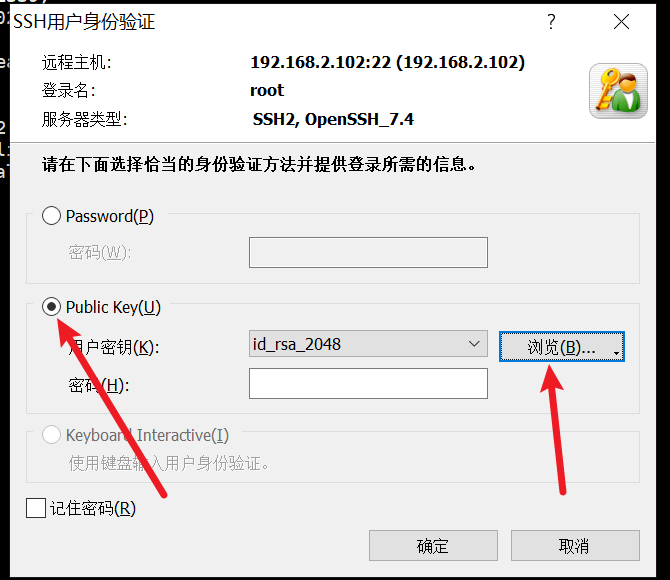 SSH用户身份验证
远程主机: 192.168.2.102:22 (192.168.2.102)
登录名: root
服务器类型: SSH2, OpenSSH_7.4
请在下面选择恰当的身份验证方法并提供登录所需的信息。
Password(P)
密码(W):
Public Key(U)
用户密钥(K): id_rsa_2048 浏览(B)...
密码(H):
Keyboard Interactive(I)
使用键盘输入用户身份验证。
记住密码(R)
确定 取消